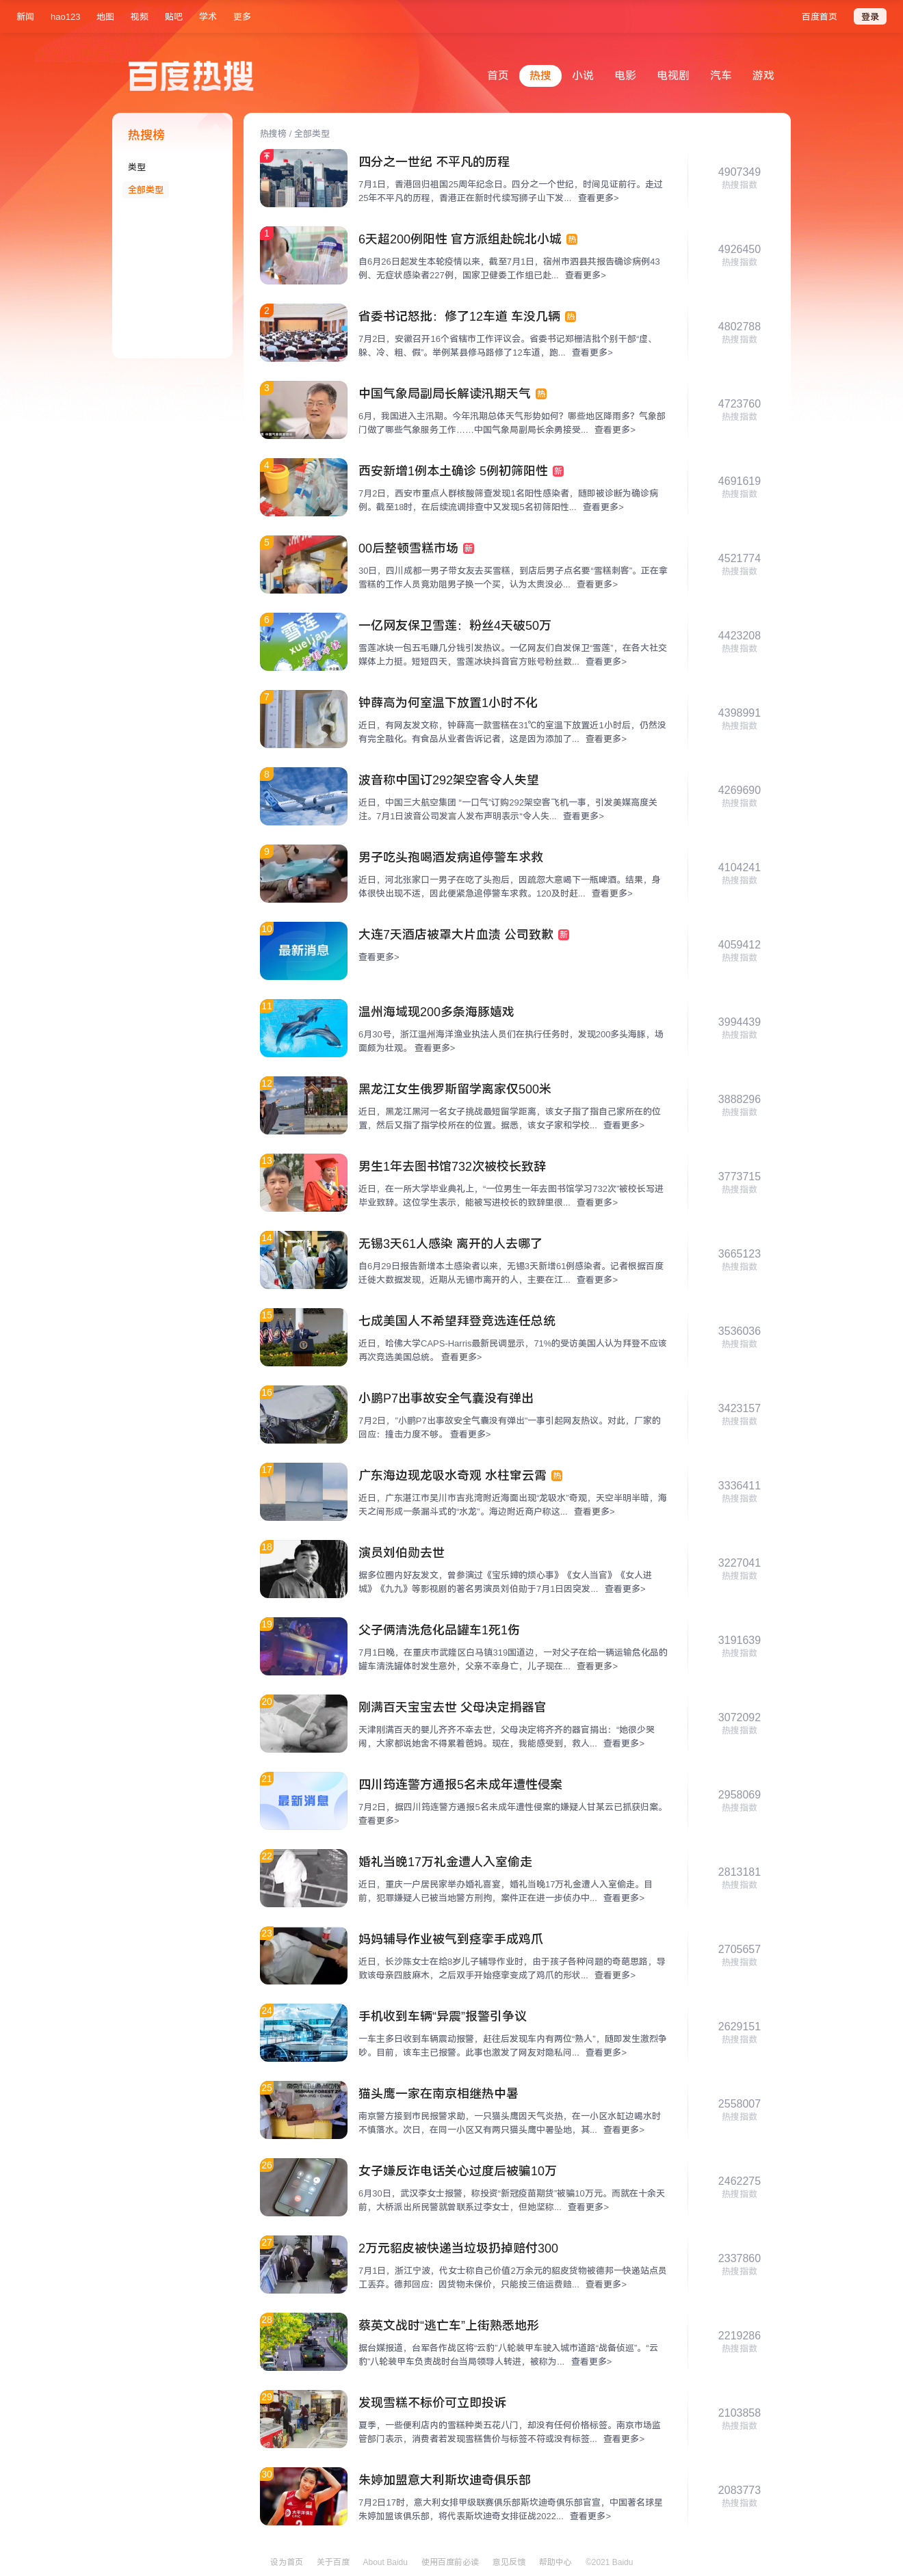 新闻
hao123
地图
视频
贴吧
学术
更多
百度首页
登录
百度热搜
首页
热搜
小说
电影
电视剧
汽车
游戏
热搜榜
类型
全部类型
热搜榜 / 全部类型
四分之一世纪 不平凡的历程
7月1日，香港回归祖国25周年纪念日。四分之一个世纪，时间见证前行。走过
25年不平凡的历程，香港正在新时代续写狮子山下发... 查看更多>
4907349
热搜指数
1
6天超200例阳性 官方派组赴皖北小城 热
自6月26日起发生本轮疫情以来，截至7月1日，宿州市泗县共报告确诊病例43
例、无症状感染者227例，国家卫健委工作组已赴... 查看更多>
4926450
热搜指数
2
省委书记怒批：修了12车道 车没几辆 热
7月2日，安徽召开16个省辖市工作评议会。省委书记郑栅洁批个别干部“虚、
躲、冷、粗、假”。举例某县修马路修了12车道，跑... 查看更多>
4802788
热搜指数
3
中国气象局副局长解读汛期天气 热
6月，我国进入主汛期。今年汛期总体天气形势如何？哪些地区降雨多？气象部
门做了哪些气象服务工作……中国气象局副局长余勇接受... 查看更多>
4723760
热搜指数
4
西安新增1例本土确诊 5例初筛阳性 新
7月2日，西安市重点人群核酸筛查发现1名阳性感染者，随即被诊断为确诊病
例。截至18时，在后续流调排查中又发现5名初筛阳性... 查看更多>
4691619
热搜指数
5
00后整顿雪糕市场 新
30日，四川成都一男子带女友去买雪糕，到店后男子点名要“雪糕刺客”。正在拿
雪糕的工作人员竟劝阻男子换一个买，认为太贵没必... 查看更多>
4521774
热搜指数
6
雪莲
xuelian
一亿网友保卫雪莲：粉丝4天破50万
雪莲冰块一包五毛赚几分钱引发热议。一亿网友们自发保卫“雪莲”，在各大社交
媒体上力挺。短短四天，雪莲冰块抖音官方账号粉丝数... 查看更多>
4423208
热搜指数
7
钟薛高为何室温下放置1小时不化
近日，有网友发文称，钟薛高一款雪糕在31℃的室温下放置近1小时后，仍然没
有完全融化。有食品从业者告诉记者，这是因为添加了... 查看更多>
4398991
热搜指数
8
波音称中国订292架空客令人失望
近日，中国三大航空集团 “一口气”订购292架空客飞机一事，引发美媒高度关
注。7月1日波音公司发言人发布声明表示“令人失... 查看更多>
4269690
热搜指数
9
男子吃头孢喝酒发病追停警车求救
近日，河北张家口一男子在吃了头孢后，因疏忽大意喝下一瓶啤酒。结果，身
体很快出现不适，因此便紧急追停警车求救。120及时赶... 查看更多>
4104241
热搜指数
10
最新消息
大连7天酒店被罩大片血渍 公司致歉 新
查看更多>
4059412
热搜指数
11
温州海域现200多条海豚嬉戏
6月30号，浙江温州海洋渔业执法人员们在执行任务时，发现200多头海豚，场
面颇为壮观。 查看更多>
3994439
热搜指数
12
黑龙江女生俄罗斯留学离家仅500米
近日，黑龙江黑河一名女子挑战最短留学距离，该女子指了指自己家所在的位
置，然后又指了指学校所在的位置。据悉，该女子家和学校... 查看更多>
3888296
热搜指数
13
男生1年去图书馆732次被校长致辞
近日，在一所大学毕业典礼上，“一位男生一年去图书馆学习732次”被校长写进
毕业致辞。这位学生表示，能被写进校长的致辞里很... 查看更多>
3773715
热搜指数
14
无锡3天61人感染 离开的人去哪了
自6月29日报告新增本土感染者以来，无锡3天新增61例感染者。记者根据百度
迁徙大数据发现，近期从无锡市离开的人，主要在江... 查看更多>
3665123
热搜指数
15
七成美国人不希望拜登竞选连任总统
近日，哈佛大学CAPS-Harris最新民调显示，71%的受访美国人认为拜登不应该
再次竞选美国总统。 查看更多>
3536036
热搜指数
16
小鹏P7出事故安全气囊没有弹出
7月2日，”小鹏P7出事故安全气囊没有弹出”一事引起网友热议。对此，厂家的
回应：撞击力度不够。 查看更多>
3423157
热搜指数
17
广东海边现龙吸水奇观 水柱窜云霄 热
近日，广东湛江市吴川市吉兆湾附近海面出现“龙吸水”奇观，天空半明半暗，海
天之间形成一条漏斗式的“水龙”。海边附近商户称这... 查看更多>
3336411
热搜指数
18
演员刘伯勋去世
据多位圈内好友发文，曾参演过《宝乐婶的烦心事》《女人当官》《女人进
城》《九九》等影视剧的著名男演员刘伯勋于7月1日因突发... 查看更多>
3227041
热搜指数
19
父子俩清洗危化品罐车1死1伤
7月1日晚，在重庆市武隆区白马镇319国道边，一对父子在给一辆运输危化品的
罐车清洗罐体时发生意外，父亲不幸身亡，儿子现在... 查看更多>
3191639
热搜指数
20
刚满百天宝宝去世 父母决定捐器官
天津刚满百天的婴儿齐齐不幸去世，父母决定将齐齐的器官捐出：“她很少哭
闹，大家都说她舍不得累着爸妈。现在，我能感受到，救人... 查看更多>
3072092
热搜指数
21
最新消息
四川筠连警方通报5名未成年遭性侵案
7月2日，据四川筠连警方通报5名未成年遭性侵案的嫌疑人甘某云已抓获归案。
查看更多>
2958069
热搜指数
22
婚礼当晚17万礼金遭人入室偷走
近日，重庆一户居民家举办婚礼喜宴，婚礼当晚17万礼金遭人入室偷走。目
前，犯罪嫌疑人已被当地警方刑拘，案件正在进一步侦办中... 查看更多>
2813181
热搜指数
23
妈妈辅导作业被气到痉挛手成鸡爪
近日，长沙陈女士在给8岁儿子辅导作业时，由于孩子各种问题的奇葩思路，导
致该母亲四肢麻木，之后双手开始痉挛变成了鸡爪的形状... 查看更多>
2705657
热搜指数
24
手机收到车辆“异震”报警引争议
一车主多日收到车辆震动报警，赶往后发现车内有两位“熟人”，随即发生激烈争
吵。目前，该车主已报警。此事也激发了网友对隐私问... 查看更多>
2629151
热搜指数
25
猫头鹰一家在南京相继热中暑
南京警方接到市民报警求助，一只猫头鹰因天气炎热，在一小区水缸边喝水时
不慎落水。次日，在同一小区又有两只猫头鹰中暑坠地，其... 查看更多>
2558007
热搜指数
26
女子嫌反诈电话关心过度后被骗10万
6月30日，武汉李女士报警，称投资“新冠疫苗期货”被骗10万元。而就在十余天
前，大桥派出所民警就曾联系过李女士，但她坚称... 查看更多>
2462275
热搜指数
27
2万元貂皮被快递当垃圾扔掉赔付300
7月1日，浙江宁波，代女士称自己价值2万余元的貂皮货物被德邦一快递站点员
工丢弃。德邦回应：因货物未保价，只能按三倍运费赔... 查看更多>
2337860
热搜指数
28
蔡英文战时“逃亡车”上街熟悉地形
据台媒报道，台军各作战区将“云豹”八轮装甲车驶入城市道路“战备侦巡”。“云
豹”八轮装甲车负责战时台当局领导人转进，被称为... 查看更多>
2219286
热搜指数
29
发现雪糕不标价可立即投诉
夏季，一些便利店内的雪糕种类五花八门，却没有任何价格标签。南京市场监
管部门表示，消费者若发现雪糕售价与标签不符或没有标签... 查看更多>
2103858
热搜指数
30
朱婷加盟意大利斯坎迪奇俱乐部
7月2日17时，意大利女排甲级联赛俱乐部斯坎迪奇俱乐部官宣，中国著名球星
朱婷加盟该俱乐部，将代表斯坎迪奇女排征战2022... 查看更多>
2083773
热搜指数
设为首页
关于百度
About Baidu
使用百度前必读
意见反馈
帮助中心
©2021 Baidu